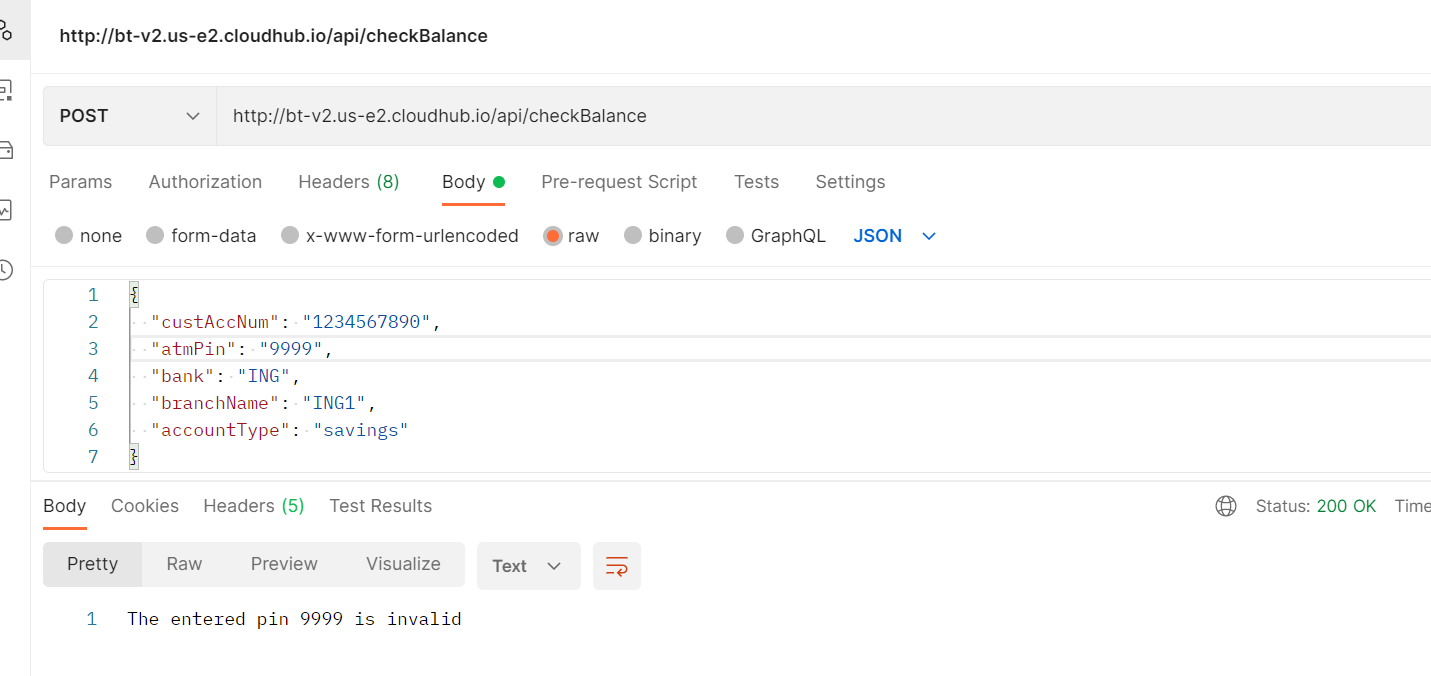 http://bt-v2.us-e2.cloudhub.io/api/checkBalance
POST http://bt-v2.us-e2.cloudhub.io/api/checkBalance
Params Authorization Headers (8) Body Pre-request Script Tests Settings
none form-data x-www-form-urlencoded raw binary GraphQL JSON
1 {
2 "custAccNum": "1234567890",
3 "atmPin": "9999",
4 "bank": "ING",
5 "branchName": "ING1",
6 "accountType": "savings"
7 }
Body Cookies Headers (5) Test Results Status: 200 OK Time
Pretty Raw Preview Visualize Text
1 The entered pin 9999 is invalid